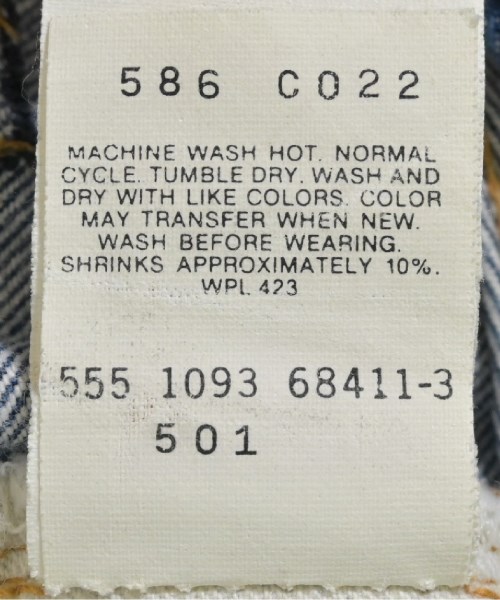 586 C022
MACHINE WASH HOT. NORMAL
CYCLE. TUMBLE DRY. WASH AND
DRY WITH LIKE COLORS. COLOR
MAY TRANSFER WHEN NEW.
WASH BEFORE WEARING.
SHRINKS APPROXIMATELY 10%.
WPL 423
555 1093 68411-3
501